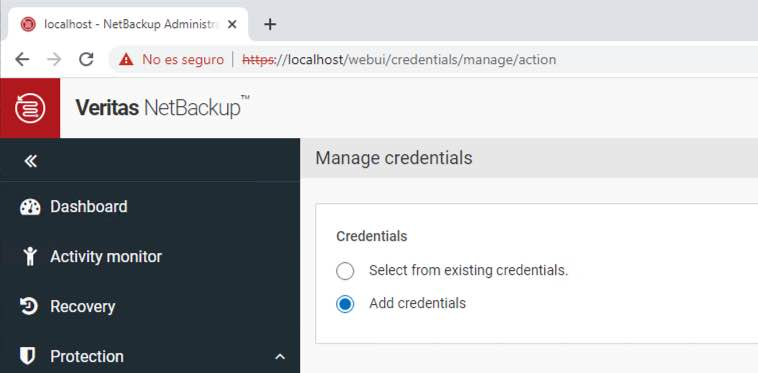 localhost - NetBackup Administr
No es seguro | https://localhost/webui/credentials/manage/action
Veritas NetBackup™
Manage credentials
Dashboard
Credentials
Activity monitor
Select from existing credentials.
Recovery
Add credentials
Protection